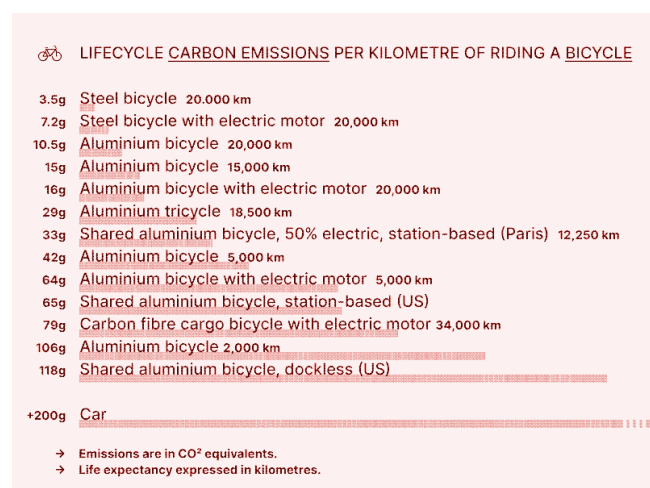 LIFECYCLE CARBON EMISSIONS PER KILOMETRE OF RIDING A BICYCLE
3.5g Steel bicycle 20.000 km
7.2g Steel bicycle with electric motor 20,000 km
10.5g Aluminium bicycle 20,000 km
15g Aluminium bicycle 15,000 km
16g Aluminium bicycle with electric motor 20,000 km
29g Aluminium tricycle 18,500 km
33g Shared aluminium bicycle, 50% electric, station-based (Paris) 12,250 km
42g Aluminium bicycle 5,000 km
64g Aluminium bicycle with electric motor 5,000 km
65g Shared aluminium bicycle, station-based (US)
79g Carbon fibre cargo bicycle with electric motor 34,000 km
106g Aluminium bicycle 2,000 km
118g Shared aluminium bicycle, dockless (US)
+200g Car
→ Emissions are in CO² equivalents.
→ Life expectancy expressed in kilometres.